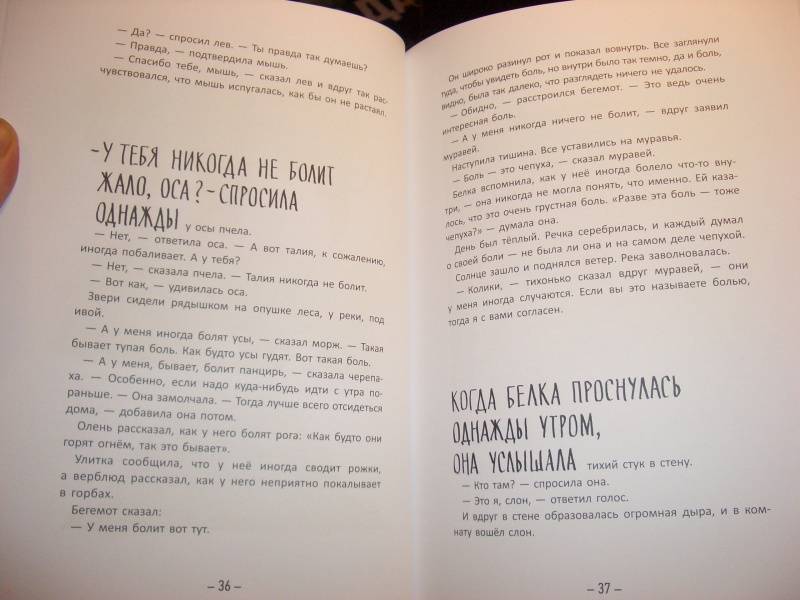 — Да? — спросил лев. — Ты правда так думаешь?
— Правда, — подтвердила мышь.
— Спасибо тебе, мышь, — сказал лев и вдруг так рас-
чувствовался, что мышь испугалась, как бы он не растаял.
-У ТЕБЯ НИКОГДА НЕ БОЛИТ
ЖАЛО, ОСА?-СПРОСИЛА
ОДНАЖДЫ у осы пчела.
— Нет, — ответила оса. — А вот талия, к сожалению,
иногда побаливает. А у тебя?
— Нет, — сказала пчела. — Талия никогда не болит.
— Вот как, — удивилась оса.
Звери сидели рядышком на опушке леса, у реки, под
ивой.
— А у меня иногда болят усы, — сказал морж. — Такая
бывает тупая боль. Как будто усы гудят. Вот такая боль.
— А у меня, бывает, болит панцирь, — сказала черепа-
ха. — Особенно, если надо куда-нибудь идти с утра по-
раньше. — Она замолчала. — Тогда лучше всего отсидеться
дома, — добавила она потом.
Олень рассказал, как у него болят рога: «Как будто они
горят огнём, так это бывает».
Улитка сообщила, что у неё иногда сводит рожки,
а верблюд рассказал, как у него неприятно покалывает
в горбах.
Бегемот сказал:
— У меня болит вот тут.
– 36 –
Он широко разинул рот и показал вовнутрь. Все заглянули
туда, чтобы увидеть боль, но внутри было так темно, да и боль,
видно, была так далеко, что разглядеть ничего не удалось.
— Обидно, — расстроился бегемот. — Это ведь очень
интересная боль.
— А у меня никогда ничего не болит, — вдруг заявил
муравей.
Наступила тишина. Все уставились на муравья.
— Боль — это чепуха, — сказал муравей.
Белка вспомнила, как у неё иногда болело что-то вну-
три, — она никогда не могла понять, что именно. Ей каза-
лось, что это очень грустная боль. «Разве эта боль — тоже
чепуха?» — думала она.
День был тёплый. Речка серебрилась, и каждый думал
о своей боли — не была ли она и на самом деле чепухой.
Солнце зашло и поднялся ветер. Река заволновалась.
— Колики, — тихонько сказал вдруг муравей, — они
у меня иногда случаются. Если вы это называете болью,
тогда я с вами согласен.
КОГДА БЕЛКА ПРОСНУЛАСЬ
ОДНАЖДЫ УТРОМ,
ОНА УСЛЫШАЛА тихий стук в стену.
— Кто там? — спросила она.
— Это я, слон, — ответил голос.
И вдруг в стене образовалась огромная дыра, и в ком-
нату вошёл слон.
– 37 –